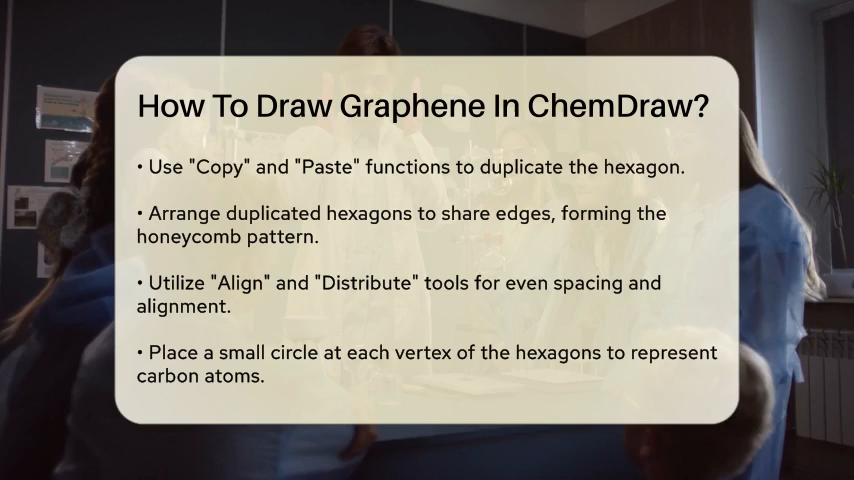 How To Draw Graphene In ChemDraw?
• Use "Copy" and "Paste" functions to duplicate the hexagon.
• Arrange duplicated hexagons to share edges, forming the
honeycomb pattern.
• Utilize "Align" and "Distribute" tools for even spacing and
alignment.
• Place a small circle at each vertex of the hexagons to represent
carbon atoms.